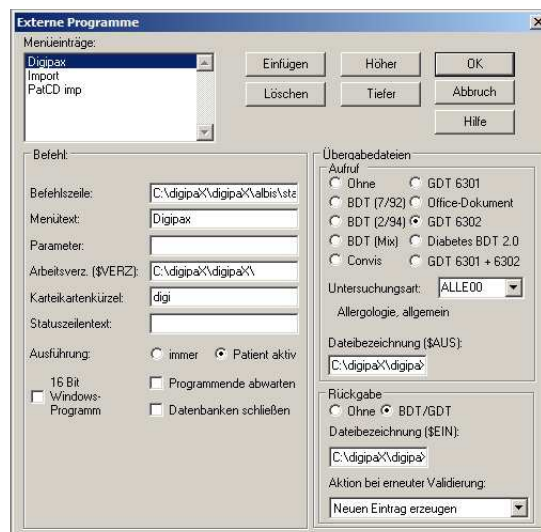 Externe Programme
Menüeinträge:
Digipax
Import
PatCD imp
Einfügen
Höher
OK
Löschen
Tiefer
Abbruch
Hilfe
Befehl:
Befehlszeile: C:\digipaX\digipaX\albis\sta
Menütext: Digipax
Parameter:
Arbeitsverz. ($VERZ): C:\digipaX\digipaX\
Karteikartenkürzel: digi
Statuszeilentext:
Ausführung: immer Patient aktiv
16 Bit Windows-Programm
Programmende abwarten
Datenbanken schließen
Übergabedateien
Aufruf
Ohne GDT 6301
BDT (7/92) Office-Dokument
BDT (2/94) GDT 6302
BDT (Mix) Diabetes BDT 2.0
Convis GDT 6301 + 6302
Untersuchungsart: ALLE00
Allergologie, allgemein
Dateibezeichnung ($AUS):
C:\digipaX\digipaX
Rückgabe
Ohne BDT/GDT
Dateibezeichnung ($EIN):
C:\digipaX\digipaX
Aktion bei erneuter Validierung:
Neuen Eintrag erzeugen